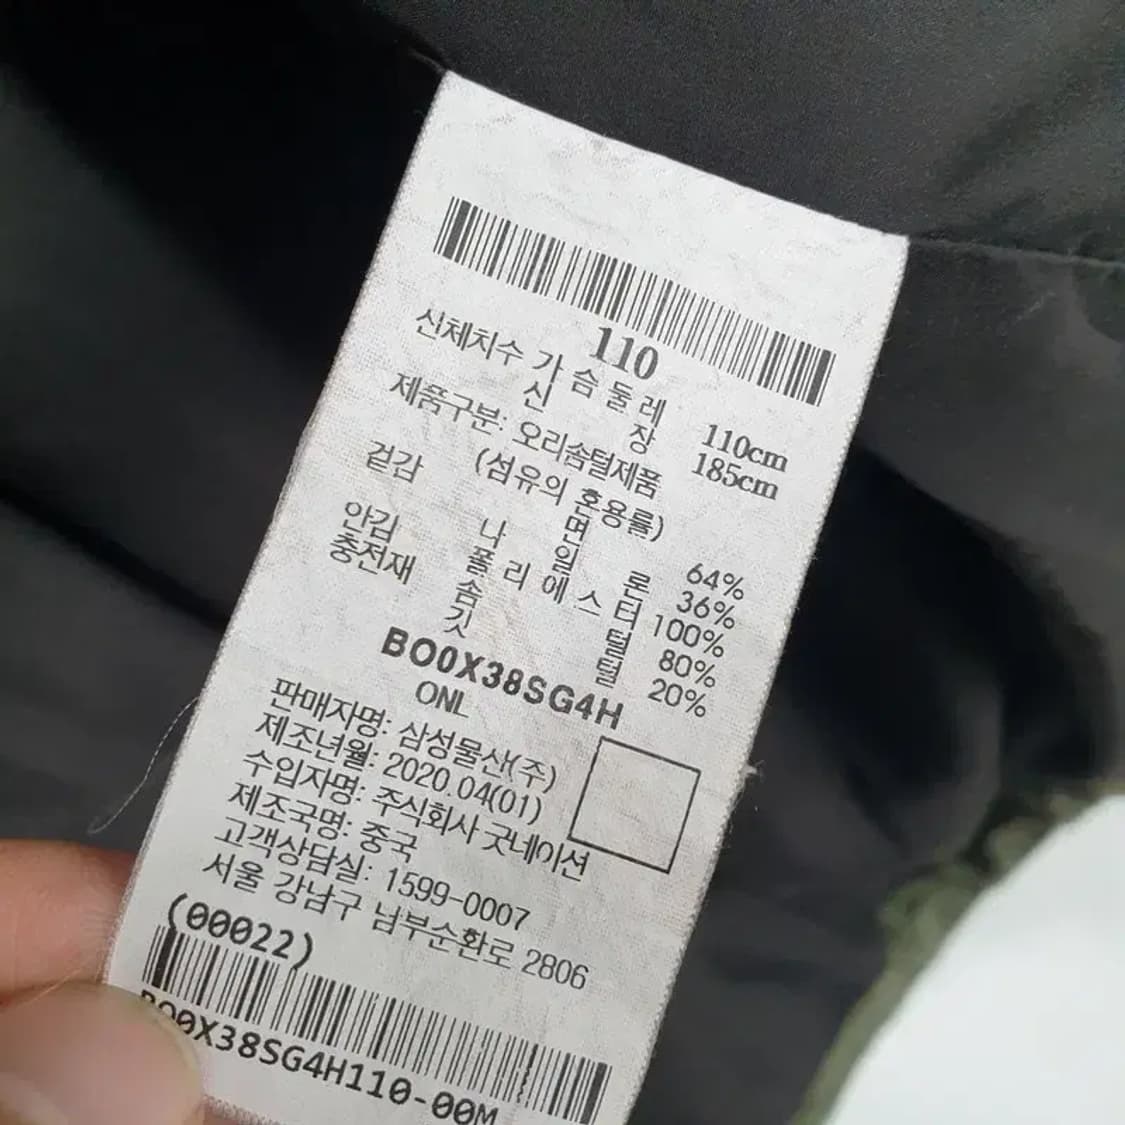 110
신체치수 가슴둘레 110cm
신장 185cm
제품구분: 오리솜털제품
(섬유의 혼용률)
겉감 면 64%
나일론 36%
안감 폴리에스터 100%
충전재 솜털 80%
깃털 20%
BO0X38SG4H
ONL
판매자명: 삼성물산(주)
제조년월: 2020.04(01)
수입자명: 주식회사 굿네이션
제조국명: 중국
고객상담실: 1599-0007
서울 강남구 남부순환로 2806
(00022)
BO0X38SG4H110-00M